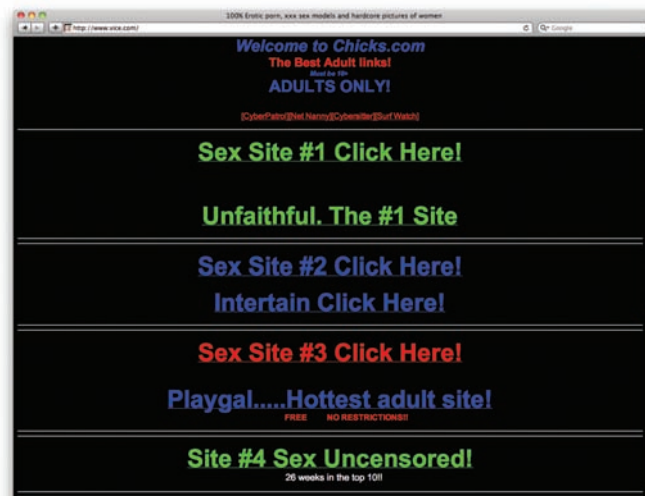 100% Erotic porn, xxx sex models and hardcore pictures of women
http://www.vice.com/
Google
Welcome to Chicks.com
The Best Adult links!
Must be 18+
ADULTS ONLY!
[CyberPatrol][Net Nanny][Cybersitter][Surf Watch]
Sex Site #1 Click Here!
Unfaithful. The #1 Site
Sex Site #2 Click Here!
Intertain Click Here!
Sex Site #3 Click Here!
Playgal.....Hottest adult site!
FREE NO RESTRICTIONS!!
Site #4 Sex Uncensored!
26 weeks in the top 10!!